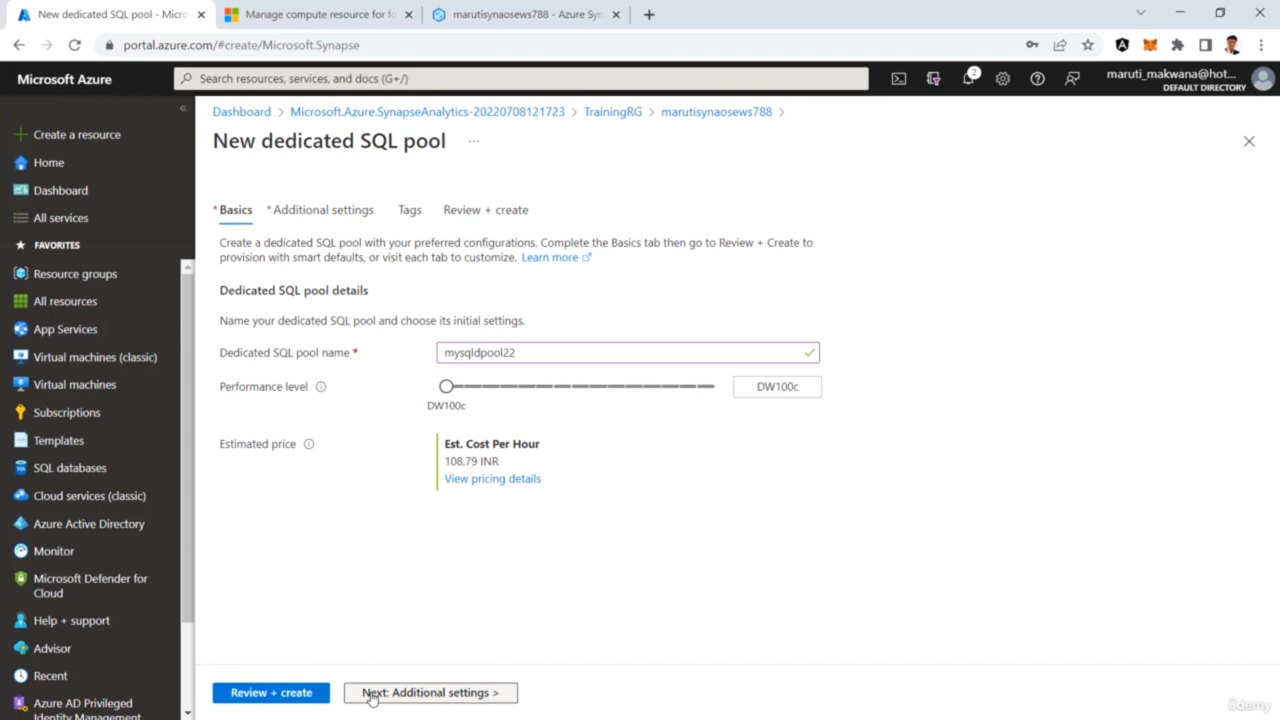 New dedicated SQL pool - Micro
Manage compute resource for fo
marutisynaosews788 - Azure Syn
portal.azure.com/#create/Microsoft.Synapse
Microsoft Azure
Search resources, services, and docs (G+/)
2
maruti_makwana@hot...
DEFAULT DIRECTORY
Create a resource
Home
Dashboard
All services
FAVORITES
Resource groups
All resources
App Services
Virtual machines (classic)
Virtual machines
Subscriptions
Templates
SQL databases
Cloud services (classic)
Azure Active Directory
Monitor
Microsoft Defender for
Cloud
Help + support
Advisor
Recent
Azure AD Privileged
Identity Management
Dashboard > Microsoft.Azure.SynapseAnalytics-20220708121723 > TrainingRG > marutisynaosews788 >
New dedicated SQL pool ...
* Basics * Additional settings Tags Review + create
Create a dedicated SQL pool with your preferred configurations. Complete the Basics tab then go to Review + Create to
provision with smart defaults, or visit each tab to customize. Learn more
Dedicated SQL pool details
Name your dedicated SQL pool and choose its initial settings.
Dedicated SQL pool name * mysqldpool22
Performance level DW100c
DW100c
Estimated price Est. Cost Per Hour
108.79 INR
View pricing details
Review + create Next: Additional settings >
ûdemy